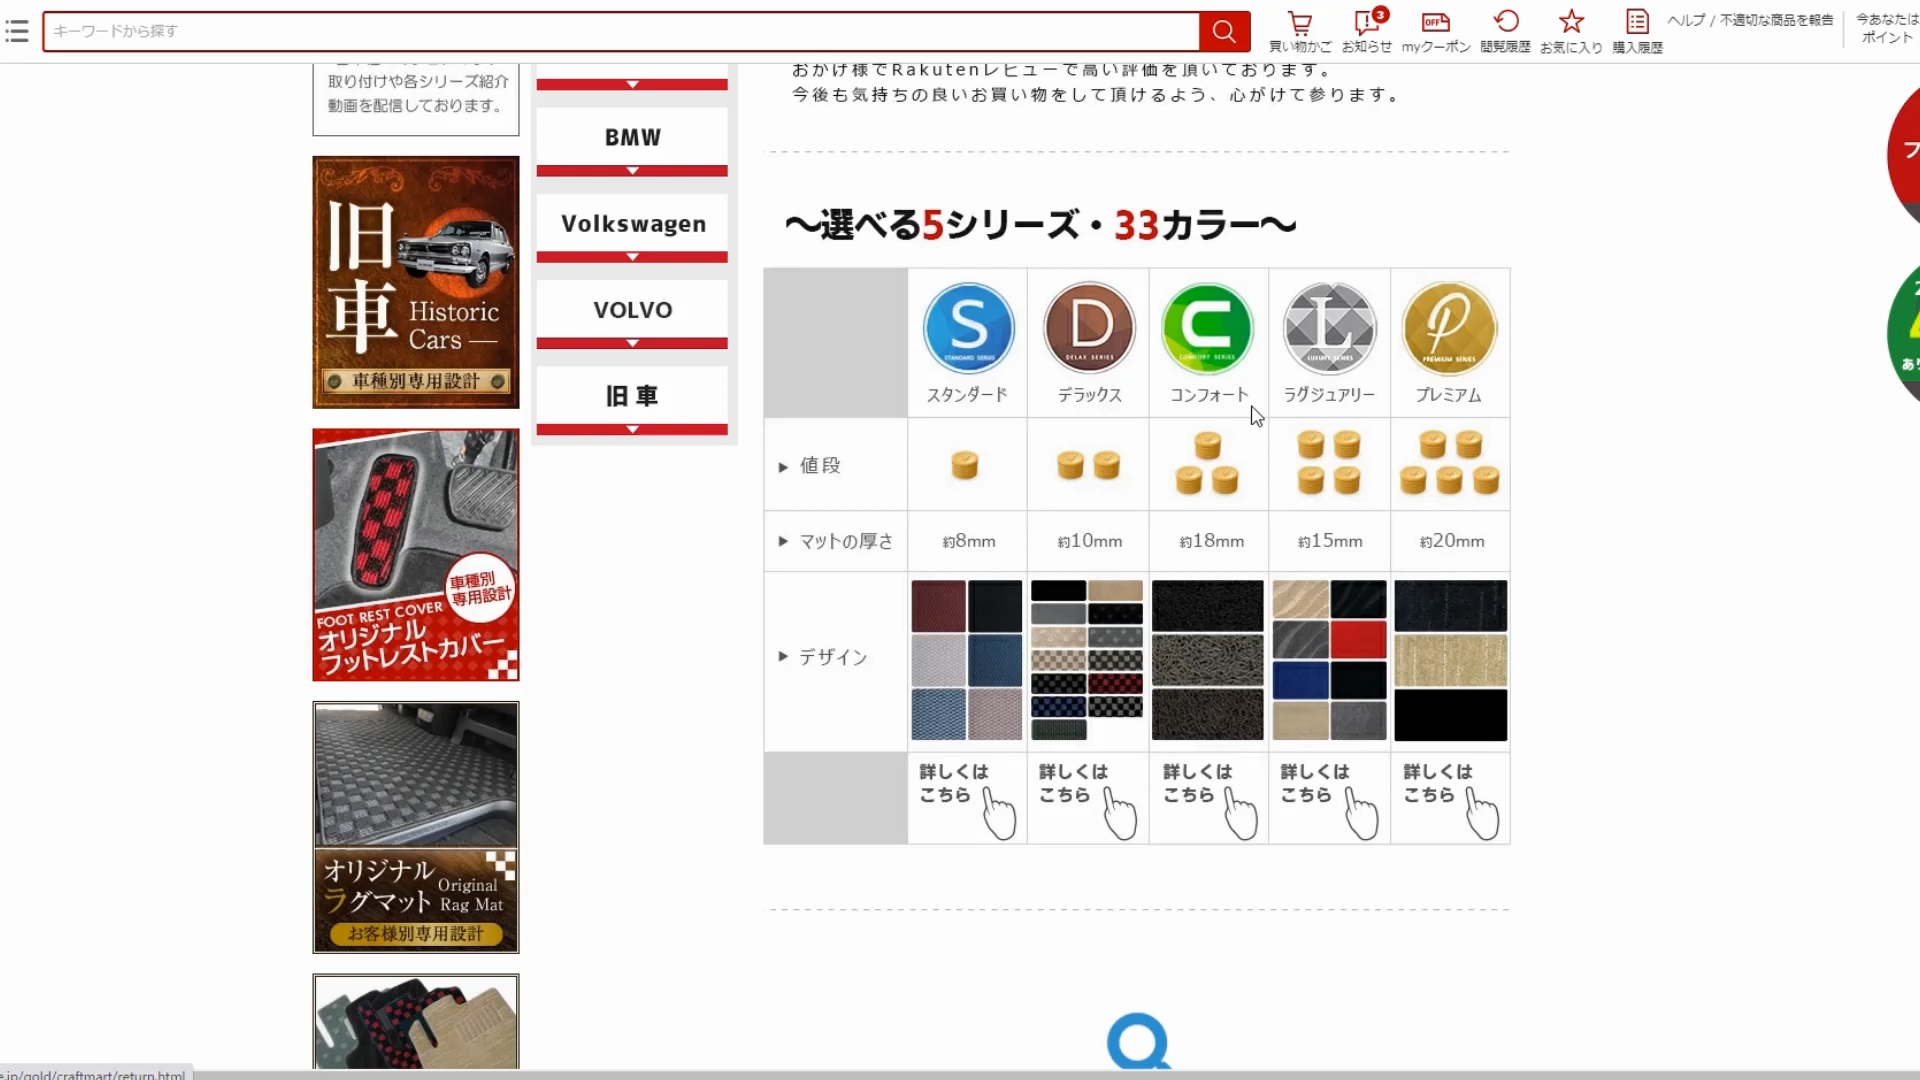 キーワードから探す
買い物かご
3
お知らせ
OFF
myクーポン
閲覧履歴
お気に入り
購入履歴
ヘルプ / 不適切な商品を報告
今あなたは
ポイント
取り付けや各シリーズ紹介
動画を配信しております。
旧車
Historic
Cars
車種別専用設計
車種別
専用設計
FOOT REST COVER
オリジナル
フットレストカバー
オリジナル
ラグマット
Original
Rag Mat
お客様別専用設計
BMW
Volkswagen
VOLVO
旧 車
おかげ様でRakutenレビューで高い評価を頂いております。
今後も気持ちの良いお買い物をして頂けるよう、心がけて参ります。
〜選べる5シリーズ・33カラー〜
S
STANDARD SERIES
スタンダード
D
DELAX SERIES
デラックス
C
COMFORT SERIES
コンフォート
L
LUXURY SERIES
ラグジュアリー
P
PREMIUM SERIES
プレミアム
値段
マットの厚さ
約8mm
約10mm
約18mm
約15mm
約20mm
デザイン
詳しくは
こちら
詳しくは
こちら
詳しくは
こちら
詳しくは
こちら
詳しくは
こちら
フ
2
あり
e.jp/gold/craftmart/return.html